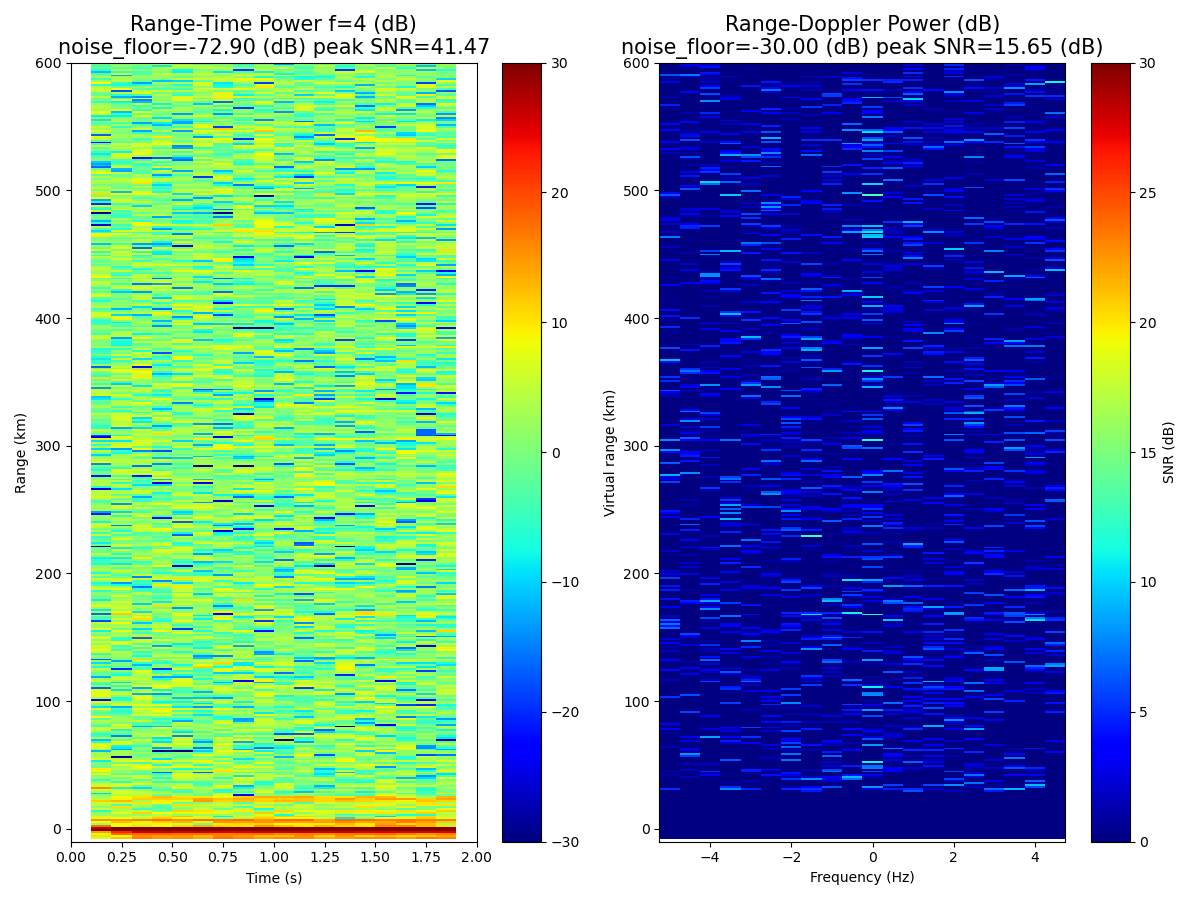 Range-Time Power f=4 (dB)
noise_floor=-72.90 (dB) peak SNR=41.47
Range-Doppler Power (dB)
noise_floor=-30.00 (dB) peak SNR=15.65 (dB)
600
500
400
300
200
100
0
Range (km)
0.00 0.25 0.50 0.75 1.00 1.25 1.50 1.75 2.00
Time (s)
30
20
10
0
−10
−20
−30
600
500
400
300
200
100
0
Virtual range (km)
−4 −2 0 2 4
Frequency (Hz)
30
25
20
15
10
5
0
SNR (dB)